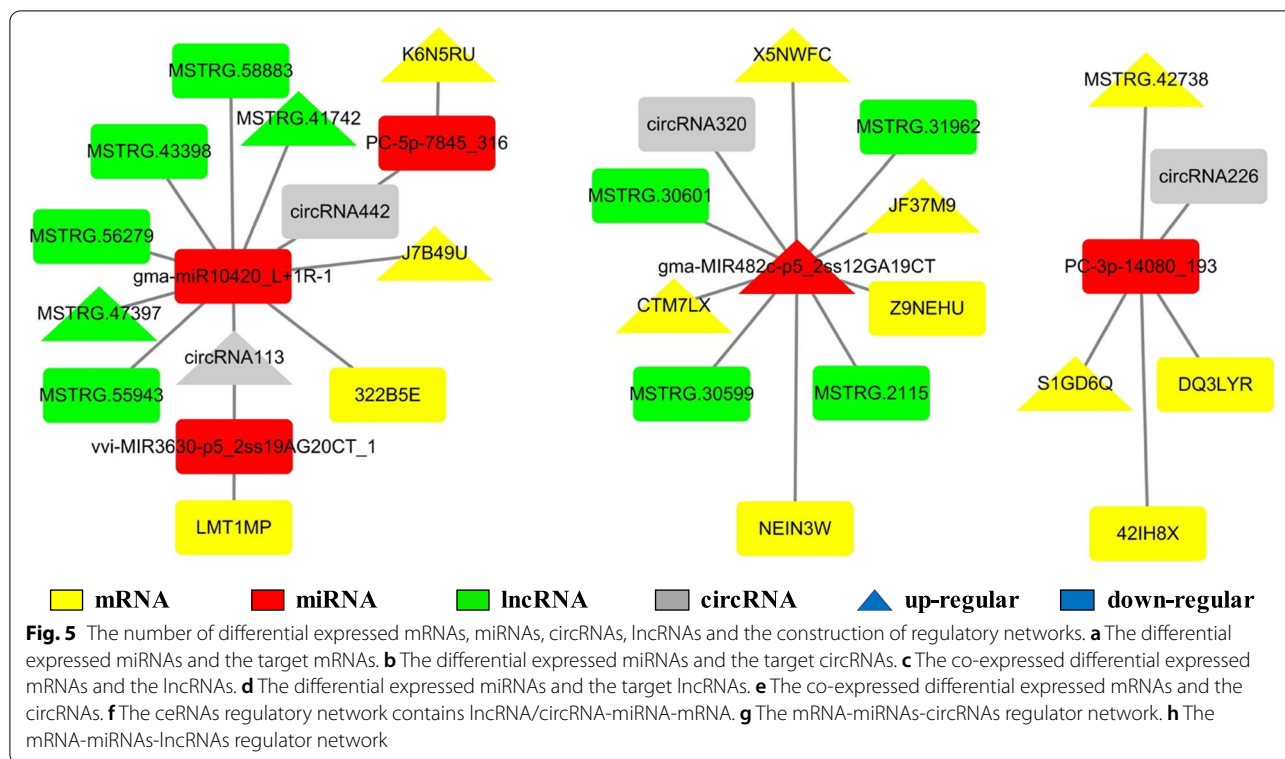 K6N5RU
MSTRG.58883
MSTRG.41742
PC-5p-7845_316
MSTRG.43398
circRNA442
MSTRG.56279
J7B49U
gma-miR10420_L+1R-1
MSTRG.47397
circRNA113
MSTRG.55943
322B5E
vvi-MIR3630-p5_2ss19AG20CT_1
LMT1MP
X5NWFC
circRNA320
MSTRG.31962
MSTRG.30601
JF37M9
gma-MIR482c-p5_2ss12GA19CT
CTM7LX
Z9NEHU
MSTRG.30599
MSTRG.2115
NEIN3W
MSTRG.42738
circRNA226
PC-3p-14080_193
S1GD6Q
DQ3LYR
42IH8X
mRNA miRNA lncRNA circRNA up-regular down-regular
Fig. 5 The number of differential expressed mRNAs, miRNAs, circRNAs, lncRNAs and the construction of regulatory networks. a The differential
expressed miRNAs and the target mRNAs. b The differential expressed miRNAs and the target circRNAs. c The co-expressed differential expressed
mRNAs and the lncRNAs. d The differential expressed miRNAs and the target lncRNAs. e The co-expressed differential expressed mRNAs and the
circRNAs. f The ceRNAs regulatory network contains lncRNA/circRNA-miRNA-mRNA. g The mRNA-miRNAs-circRNAs regulator network. h The
mRNA-miRNAs-lncRNAs regulator network